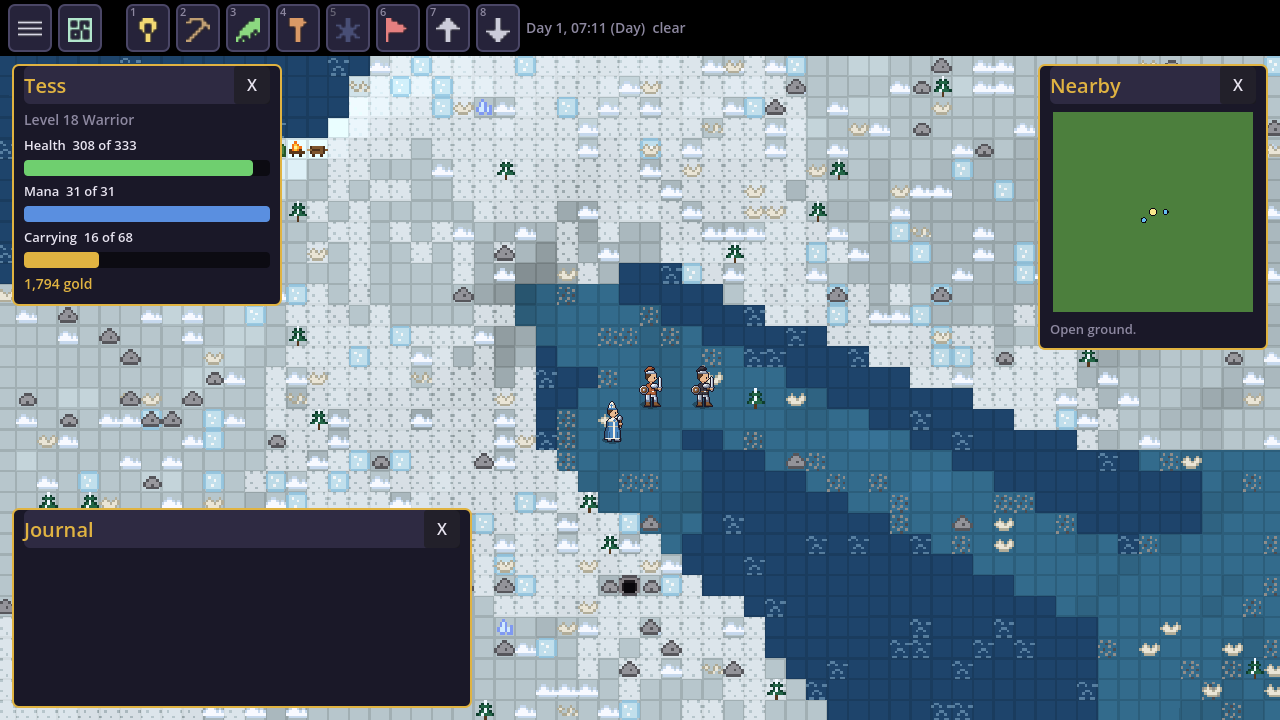 1
2
3
4
5
6
7
8
Day 1, 07:11 (Day) clear
Tess
X
Level 18 Warrior
Health 308 of 333
Mana 31 of 31
Carrying 16 of 68
1,794 gold
Nearby
X
Open ground.
Journal
X